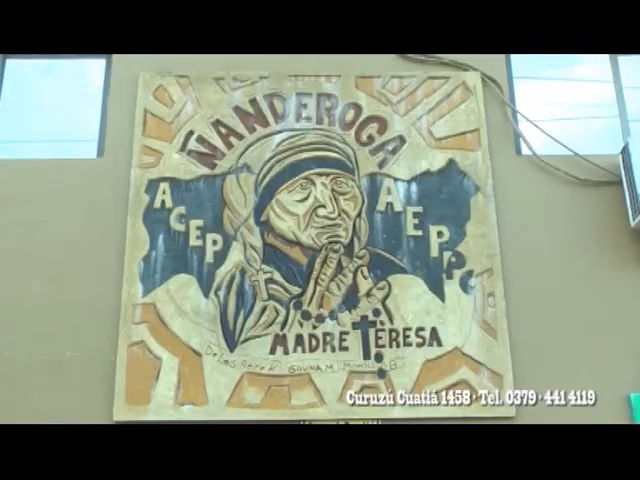 ÑANDEROGA
ACEP
AEPPC
MADRE TERESA
Curuzú Cuatiá 1458 · Tel. 0379 · 441 4119